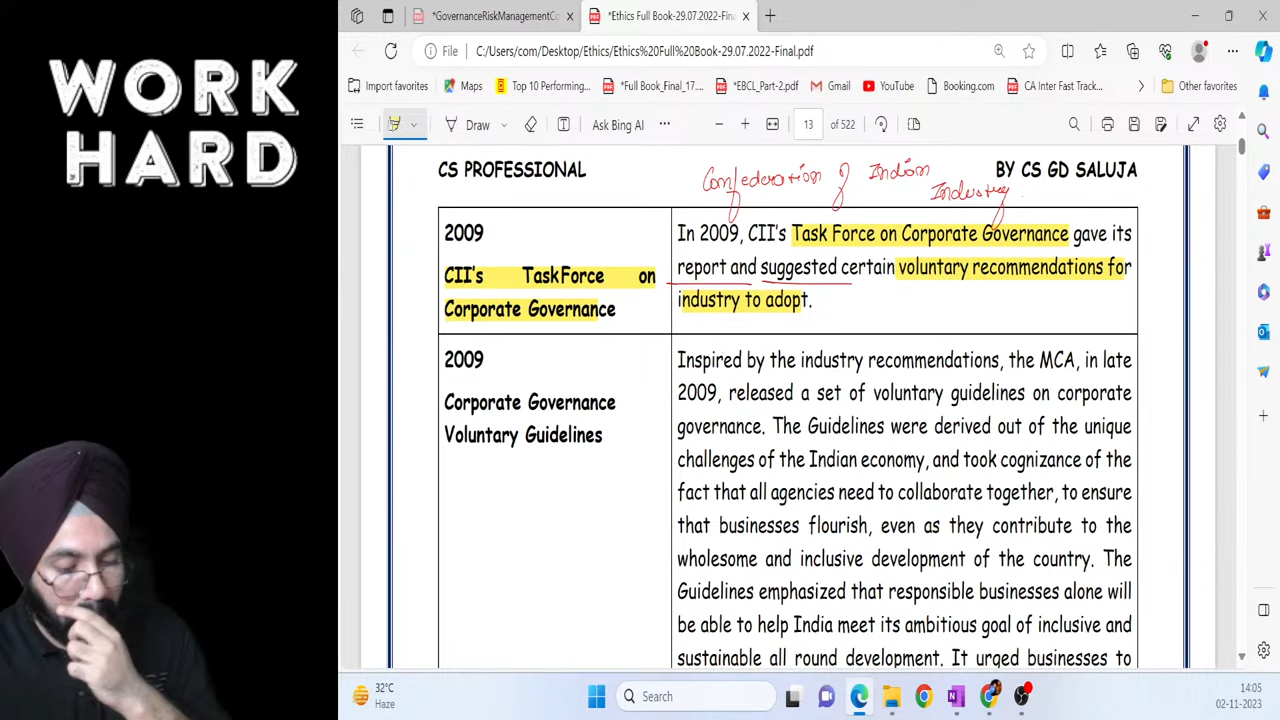 WORK
HARD
*GovernanceRiskManagementCo
*Ethics Full Book-29.07.2022-Fina
File C:/Users/com/Desktop/Ethics/Ethics%20Full%20Book-29.07.2022-Final.pdf
Import favorites Maps Top 10 Performing... *Full Book_Final_17... *EBCL_Part-2.pdf Gmail YouTube Booking.com CA Inter Fast Track... Other favorites
Draw Ask Bing AI 13 of 522
CS PROFESSIONAL BY CS GD SALUJA
Confederation of Indian
Industry
2009
CII's TaskForce on
Corporate Governance
In 2009, CII's Task Force on Corporate Governance gave its
report and suggested certain voluntary recommendations for
industry to adopt.
2009
Corporate Governance
Voluntary Guidelines
Inspired by the industry recommendations, the MCA, in late
2009, released a set of voluntary guidelines on corporate
governance. The Guidelines were derived out of the unique
challenges of the Indian economy, and took cognizance of the
fact that all agencies need to collaborate together, to ensure
that businesses flourish, even as they contribute to the
wholesome and inclusive development of the country. The
Guidelines emphasized that responsible businesses alone will
be able to help India meet its ambitious goal of inclusive and
sustainable all round development. It urged businesses to
32°C
Haze
Search
14:05
02-11-2023